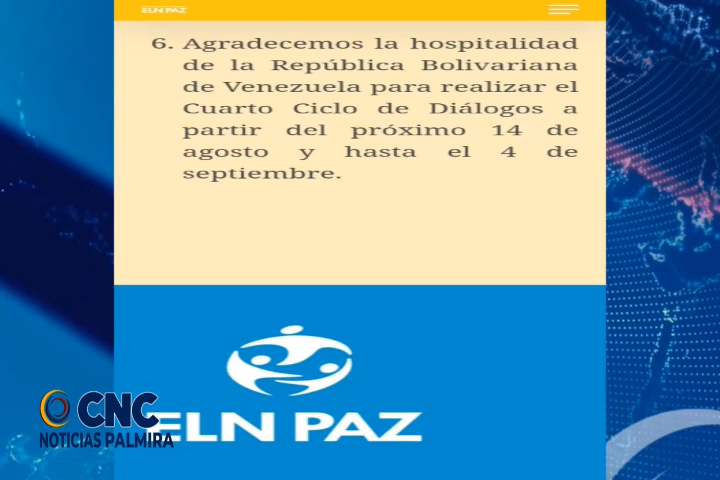 ELN PAZ
6. Agradecemos la hospitalidad
de la República Bolivariana
de Venezuela para realizar el
Cuarto Ciclo de Diálogos a
partir del próximo 14 de
agosto y hasta el 4 de
septiembre.
ELN PAZ
CNC
NOTICIAS PALMIRA